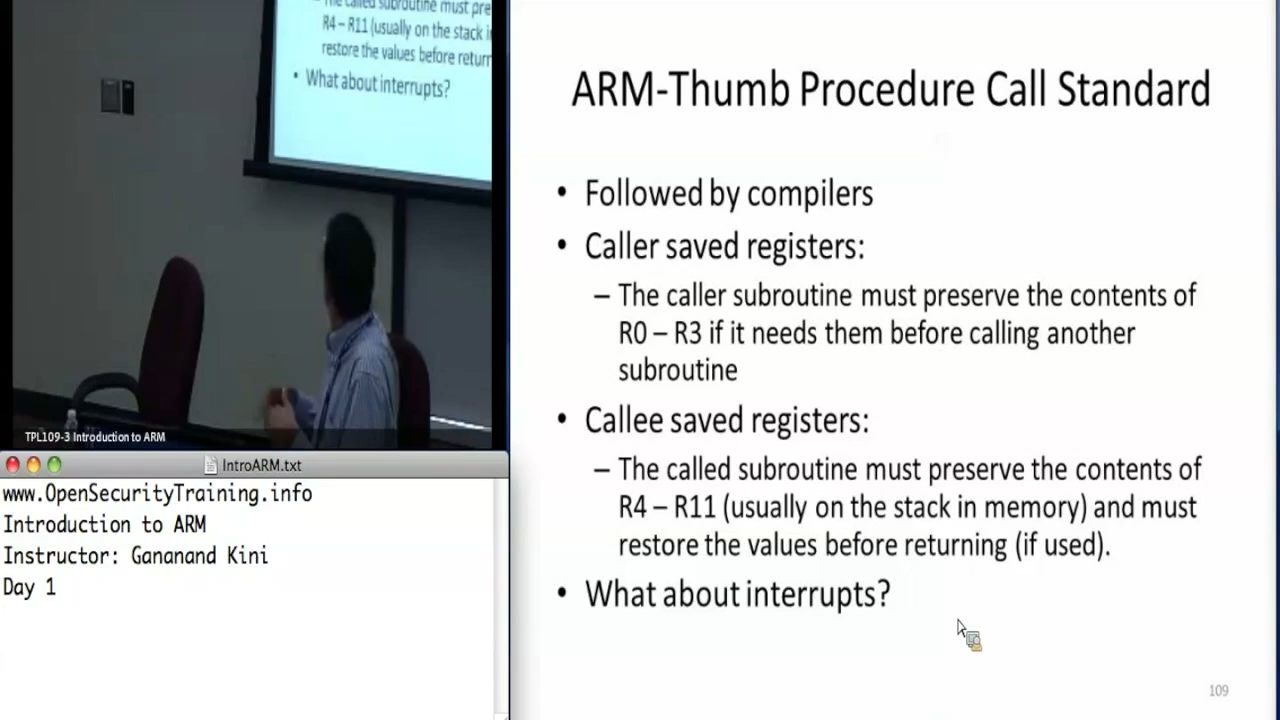 The called subroutine must pre
R4 – R11 (usually on the stack i
restore the values before return
• What about interrupts?
TPL109-3 Introduction to ARM
IntroARM.txt
www.OpenSecurityTraining.info
Introduction to ARM
Instructor: Gananand Kini
Day 1
ARM-Thumb Procedure Call Standard
• Followed by compilers
• Caller saved registers:
– The caller subroutine must preserve the contents of
R0 – R3 if it needs them before calling another
subroutine
• Callee saved registers:
– The called subroutine must preserve the contents of
R4 – R11 (usually on the stack in memory) and must
restore the values before returning (if used).
• What about interrupts?
109